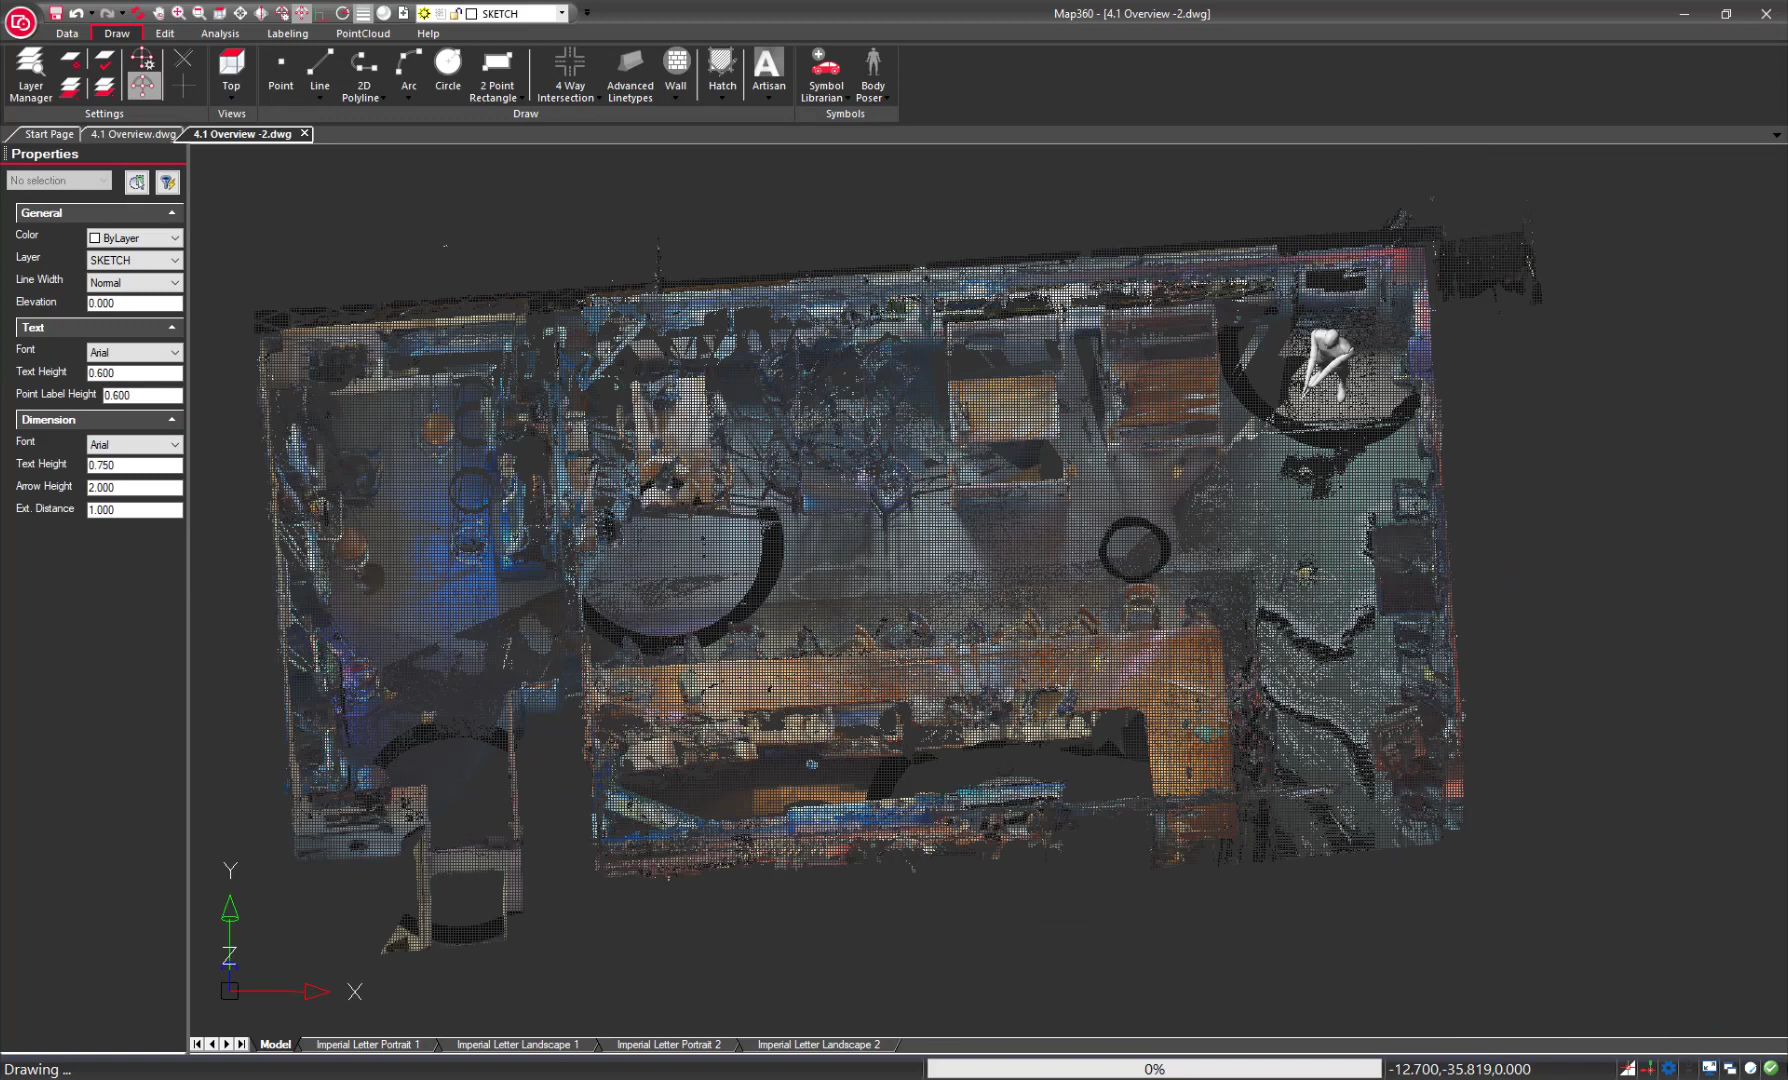 SKETCH
Map360 - [4.1 Overview -2.dwg]
Data Draw Edit Analysis Labeling PointCloud Help
Layer Manager
Top
Point
Line
2D Polyline
Arc
Circle
2 Point Rectangle
4 Way Intersection
Advanced Linetypes
Wall
Hatch
Artisan
Symbol Librarian
Body Poser
Settings
Views
Draw
Symbols
Start Page
4.1 Overview.dwg
4.1 Overview -2.dwg
Properties
No selection
General
Color ByLayer
Layer SKETCH
Line Width Normal
Elevation 0.000
Text
Font Arial
Text Height 0.600
Point Label Height 0.600
Dimension
Font Arial
Text Height 0.750
Arrow Height 2.000
Ext. Distance 1.000
Y
Z
X
Model
Imperial Letter Portrait 1
Imperial Letter Landscape 1
Imperial Letter Portrait 2
Imperial Letter Landscape 2
Drawing ...
0%
-12.700,-35.819,0.000